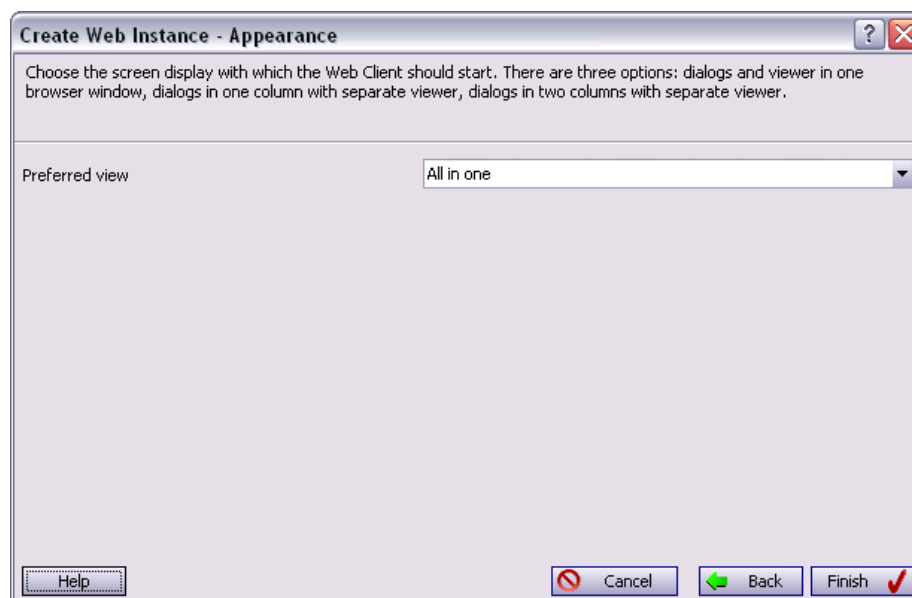 Create Web Instance - Appearance
?
Choose the screen display with which the Web Client should start. There are three options: dialogs and viewer in one
browser window, dialogs in one column with separate viewer, dialogs in two columns with separate viewer.
Preferred view All in one
Help Cancel Back Finish